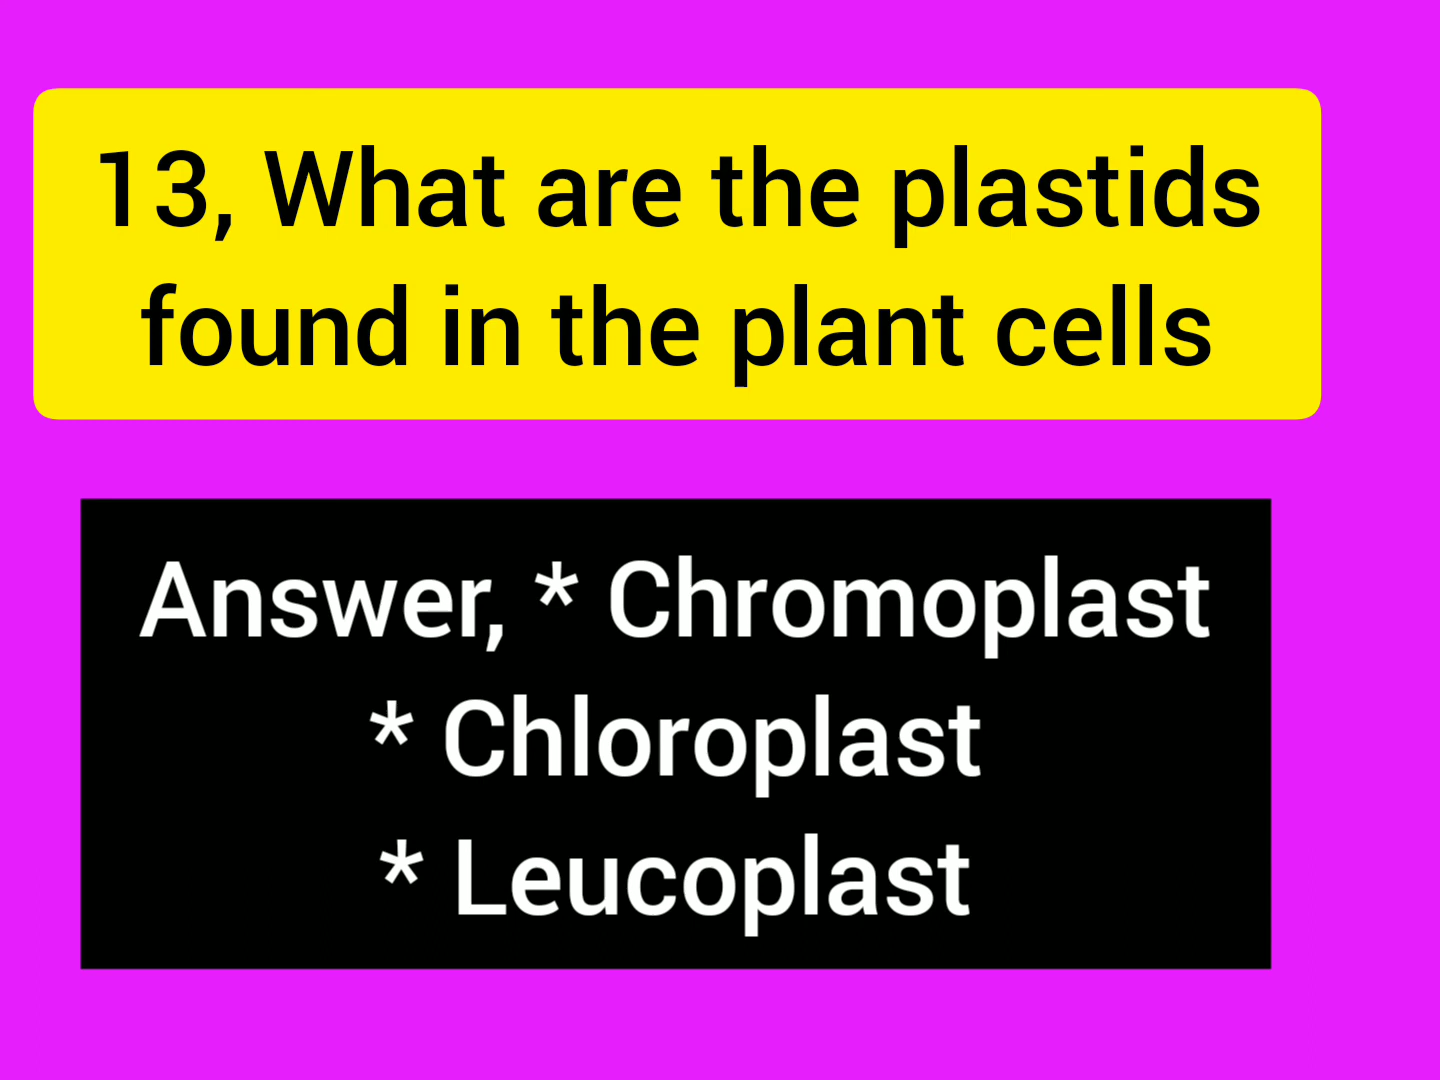 13, What are the plastids
found in the plant cells
Answer, * Chromoplast
* Chloroplast
* Leucoplast